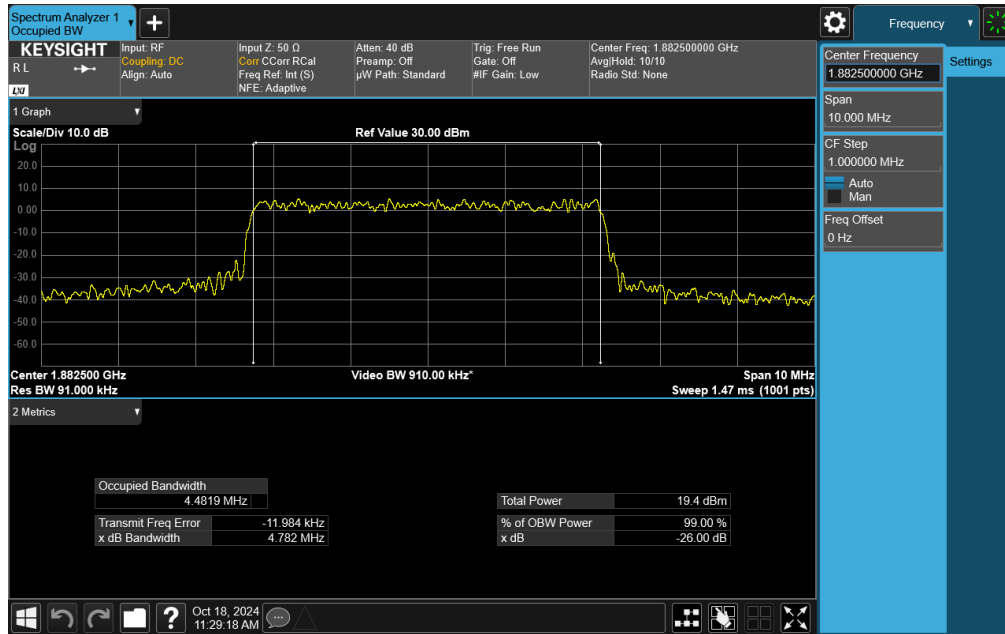 Spectrum Analyzer 1
Occupied BW
Frequency
KEYSIGHT
R L
LXI
Input: RF
Coupling: DC
Align: Auto
Input Z: 50 Ω
Corr CCorr RCal
Freq Ref: Int (S)
NFE: Adaptive
Atten: 40 dB
Preamp: Off
µW Path: Standard
Trig: Free Run
Gate: Off
#IF Gain: Low
Center Freq: 1.882500000 GHz
Avg|Hold: 10/10
Radio Std: None
Center Frequency
1.882500000 GHz
Settings
Span
10.000 MHz
CF Step
1.000000 MHz
Auto
Man
Freq Offset
0 Hz
1 Graph
Scale/Div 10.0 dB
Ref Value 30.00 dBm
Log
20.0
10.0
0.00
-10.0
-20.0
-30.0
-40.0
-50.0
-60.0
Center 1.882500 GHz
Video BW 910.00 kHz*
Span 10 MHz
Res BW 91.000 kHz
Sweep 1.47 ms (1001 pts)
2 Metrics
Occupied Bandwidth
4.4819 MHz
Total Power 19.4 dBm
Transmit Freq Error -11.984 kHz
% of OBW Power 99.00 %
x dB Bandwidth 4.782 MHz
x dB -26.00 dB
?
Oct 18, 2024
11:29:18 AM